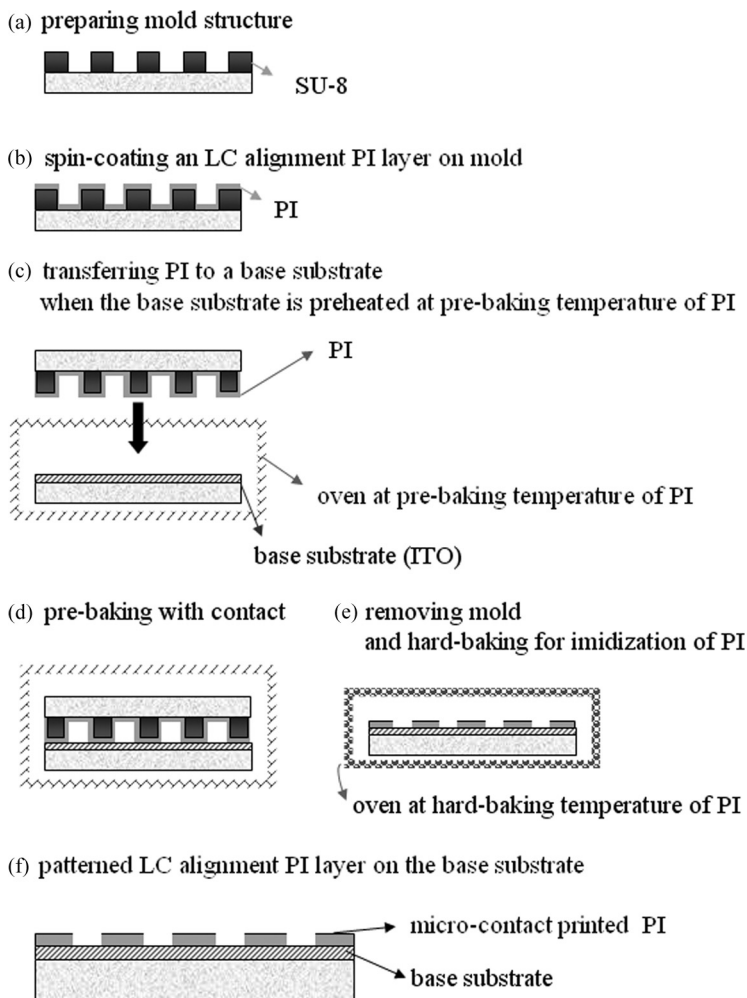 (a) preparing mold structure
SU-8
(b) spin-coating an LC alignment PI layer on mold
PI
(c) transferring PI to a base substrate
when the base substrate is preheated at pre-baking temperature of PI
PI
oven at pre-baking temperature of PI
base substrate (ITO)
(d) pre-baking with contact
(e) removing mold
and hard-baking for imidization of PI
oven at hard-baking temperature of PI
(f) patterned LC alignment PI layer on the base substrate
micro-contact printed PI
base substrate